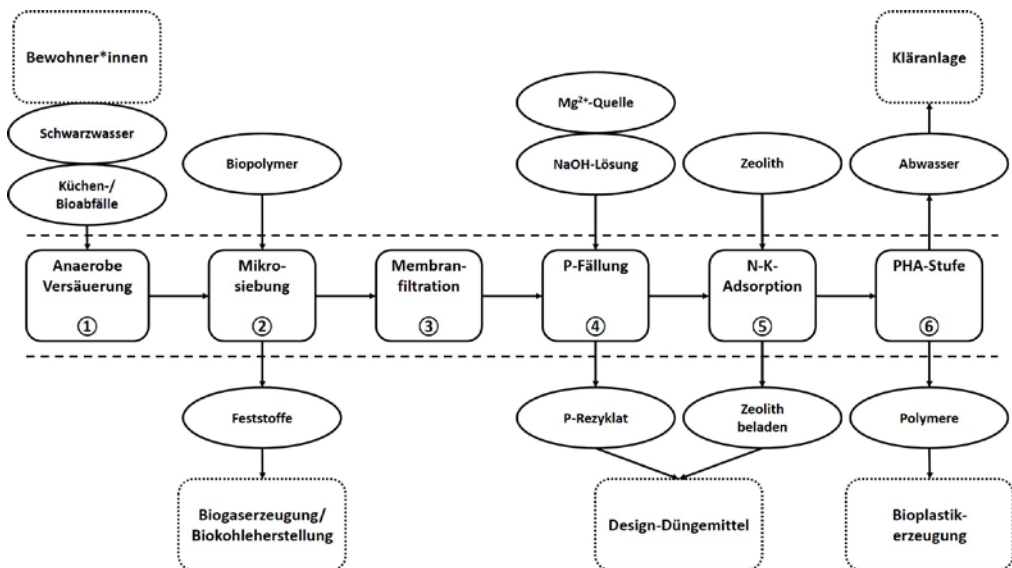 Bewohner*innen
Kläranlage
Schwarzwasser
Mg²⁺-Quelle
Küchen-/
Bioabfälle
Biopolymer
NaOH-Lösung
Zeolith
Abwasser
Anaerobe
Versäuerung
①
Mikro-
siebung
②
Membran-
filtration
③
P-Fällung
④
N-K-
Adsorption
⑤
PHA-Stufe
⑥
Feststoffe
P-Rezyklat
Zeolith
beladen
Polymere
Biogaserzeugung/
Biokohleherstellung
Design-Düngemittel
Bioplastik-
erzeugung